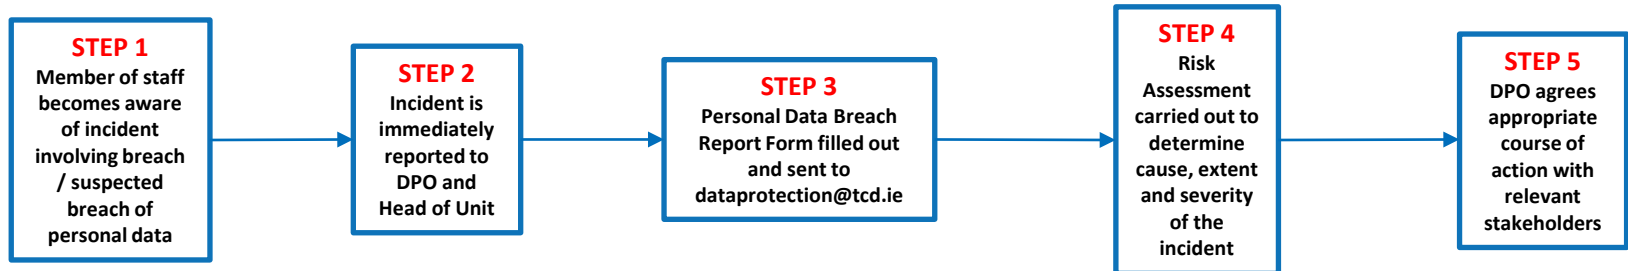 STEP 1
Member of staff
becomes aware
of incident
involving breach
/ suspected
breach of
personal data
STEP 2
Incident is
immediately
reported to
DPO and
Head of Unit
STEP 3
Personal Data Breach
Report Form filled out
and sent to
dataprotection@tcd.ie
STEP 4
Risk
Assessment
carried out to
determine
cause, extent
and severity
of the
incident
STEP 5
DPO agrees
appropriate
course of
action with
relevant
stakeholders